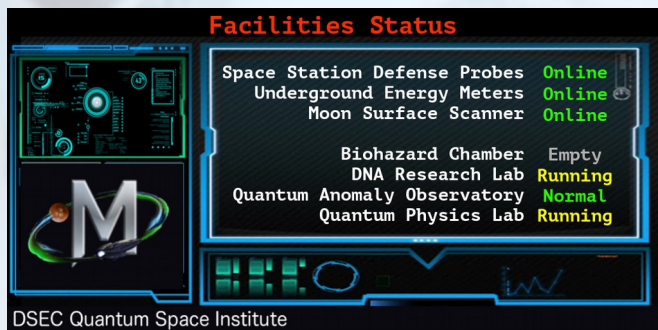 Facilities Status
Space Station Defense Probes Online
Underground Energy Meters Online
Moon Surface Scanner Online
Biohazard Chamber Empty
DNA Research Lab Running
Quantum Anomaly Observatory Normal
Quantum Physics Lab Running
M
DSEC Quantum Space Institute